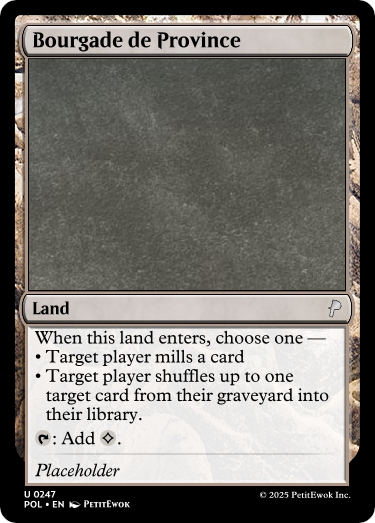 Bourgade de Province
Land
When this land enters, choose one —
• Target player mills a card
• Target player shuffles up to one
target card from their graveyard into
their library.
: Add .
Placeholder
U 0247
POL • EN PetitEwok
© 2025 PetitEwok Inc.